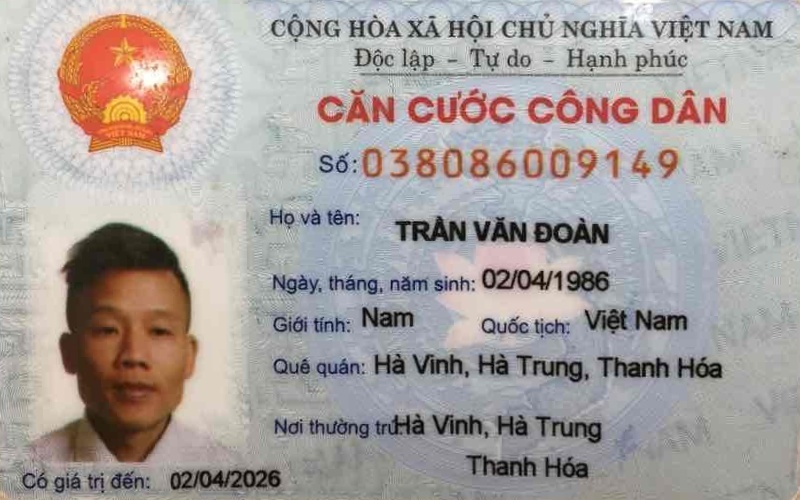 CỘNG HÒA XÃ HỘI CHỦ NGHĨA VIỆT NAM
Độc lập - Tự do - Hạnh phúc
CĂN CƯỚC CÔNG DÂN
Số: 038086009149
Họ và tên: TRẦN VĂN ĐOÀN
Ngày, tháng, năm sinh: 02/04/1986
Giới tính: Nam Quốc tịch: Việt Nam
Quê quán: Hà Vinh, Hà Trung, Thanh Hóa
Nơi thường trú: Hà Vinh, Hà Trung
Thanh Hóa
Có giá trị đến: 02/04/2026